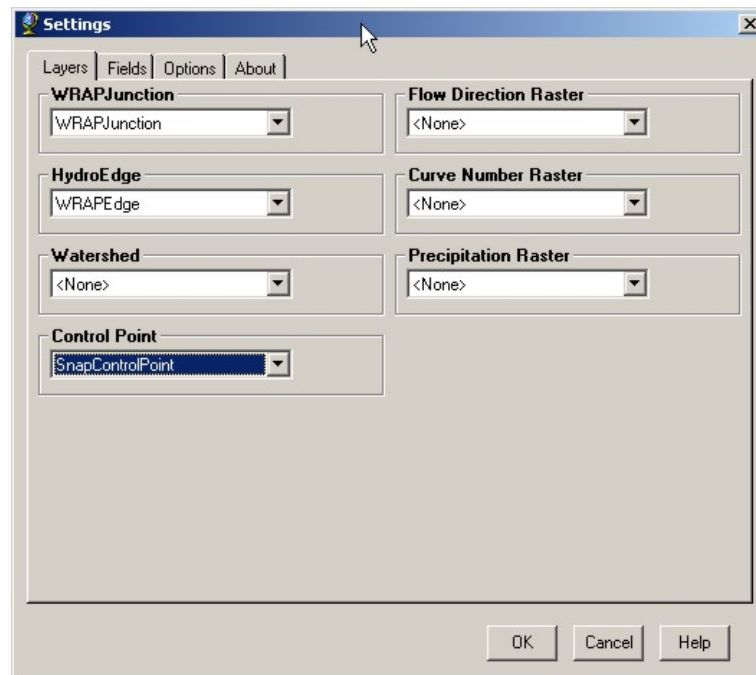 Settings
Layers Fields Options About
WRAPJunction
WRAPJunction
Flow Direction Raster
<None>
HydroEdge
WRAPEdge
Curve Number Raster
<None>
Watershed
<None>
Precipitation Raster
<None>
Control Point
SnapControlPoint
OK Cancel Help